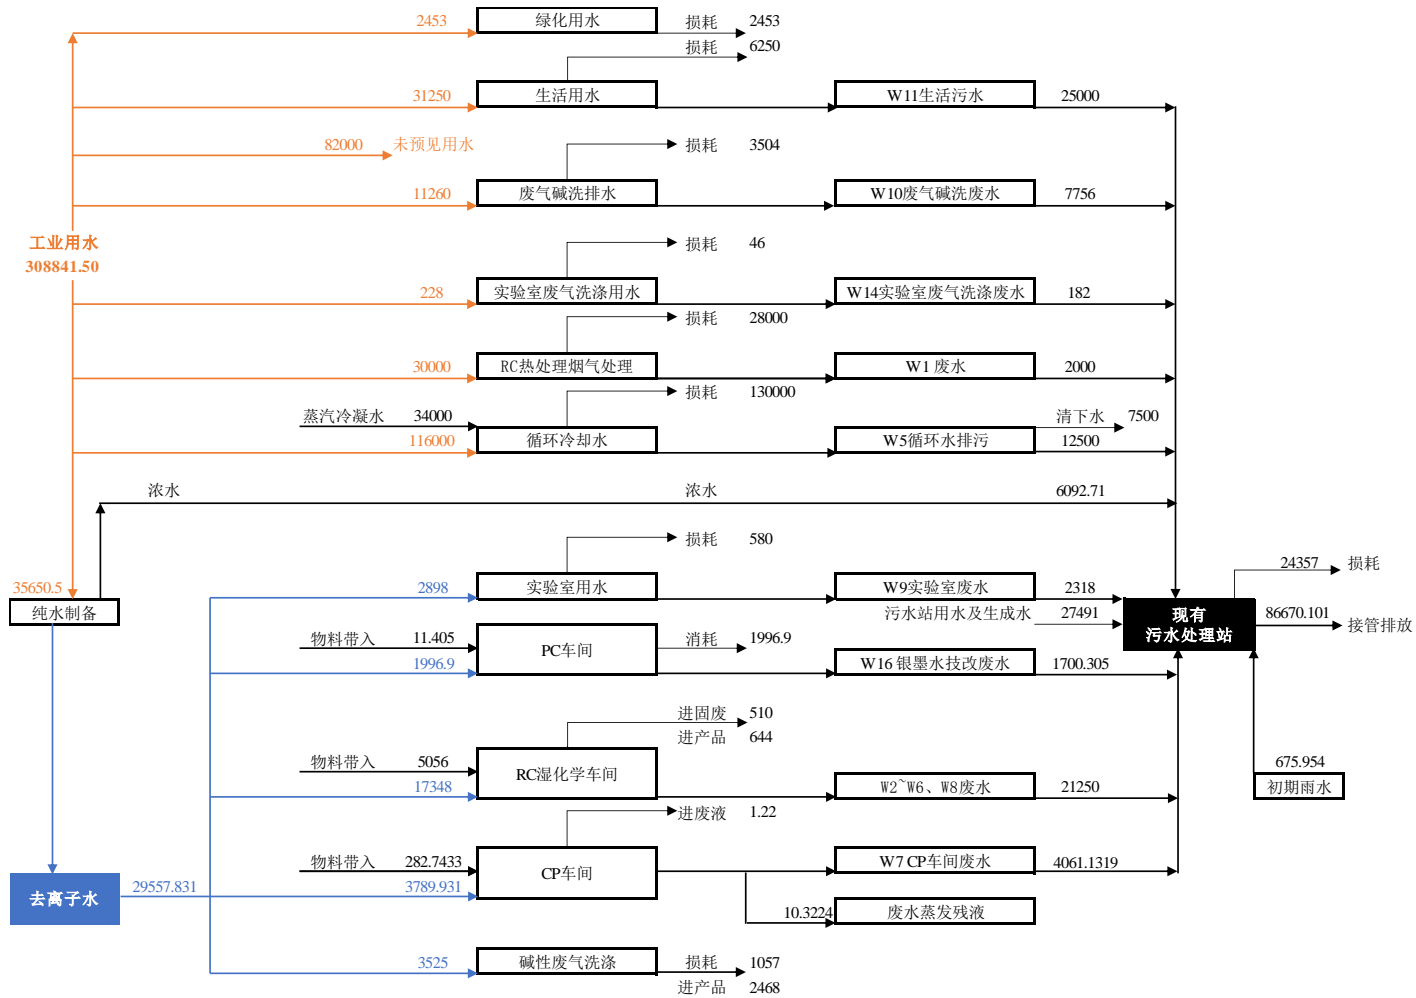 2453
绿化用水
损耗
2453
损耗
6250
31250
生活用水
W11生活污水
25000
82000
未预见用水
损耗
3504
11260
废气碱洗排水
W10废气碱洗废水
7756
工业用水
308841.50
损耗
46
228
实验室废气洗涤用水
W14实验室废气洗涤废水
182
损耗
28000
30000
RC热处理烟气处理
W1 废水
2000
损耗
130000
蒸汽冷凝水
34000
116000
循环冷却水
W5循环水排污
清下水
7500
12500
浓水
浓水
6092.71
损耗
580
35650.5
纯水制备
2898
实验室用水
W9实验室废水
2318
24357
损耗
污水站用水及生成水
27491
现有
污水处理站
86670.101
接管排放
物料带入
11.405
PC车间
消耗
1996.9
1996.9
W16 银墨水技改废水
1700.305
进固废
510
进产品
644
物料带入
5056
RC湿化学车间
17348
W2~W6、W8废水
21250
675.954
初期雨水
进废液
1.22
物料带入
282.7433
CP车间
W7 CP车间废水
4061.1319
去离子水
29557.831
3789.931
10.3224
废水蒸发残液
3525
碱性废气洗涤
损耗
1057
进产品
2468